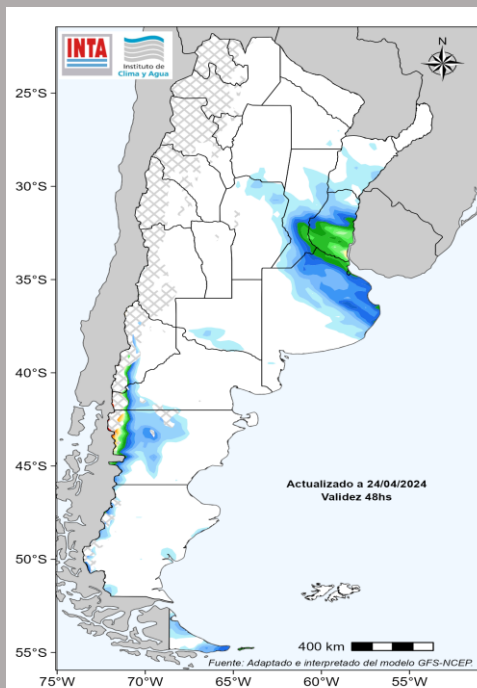 INTA
Instituto de
Clima y Agua
N
25°S
30°S
35°S
40°S
45°S
50°S
55°S
Actualizado a 24/04/2024
Validez 48hs
400 km
Fuente: Adaptado e interpretado del modelo GFS-NCEP.
75°W
70°W
65°W
60°W
55°W